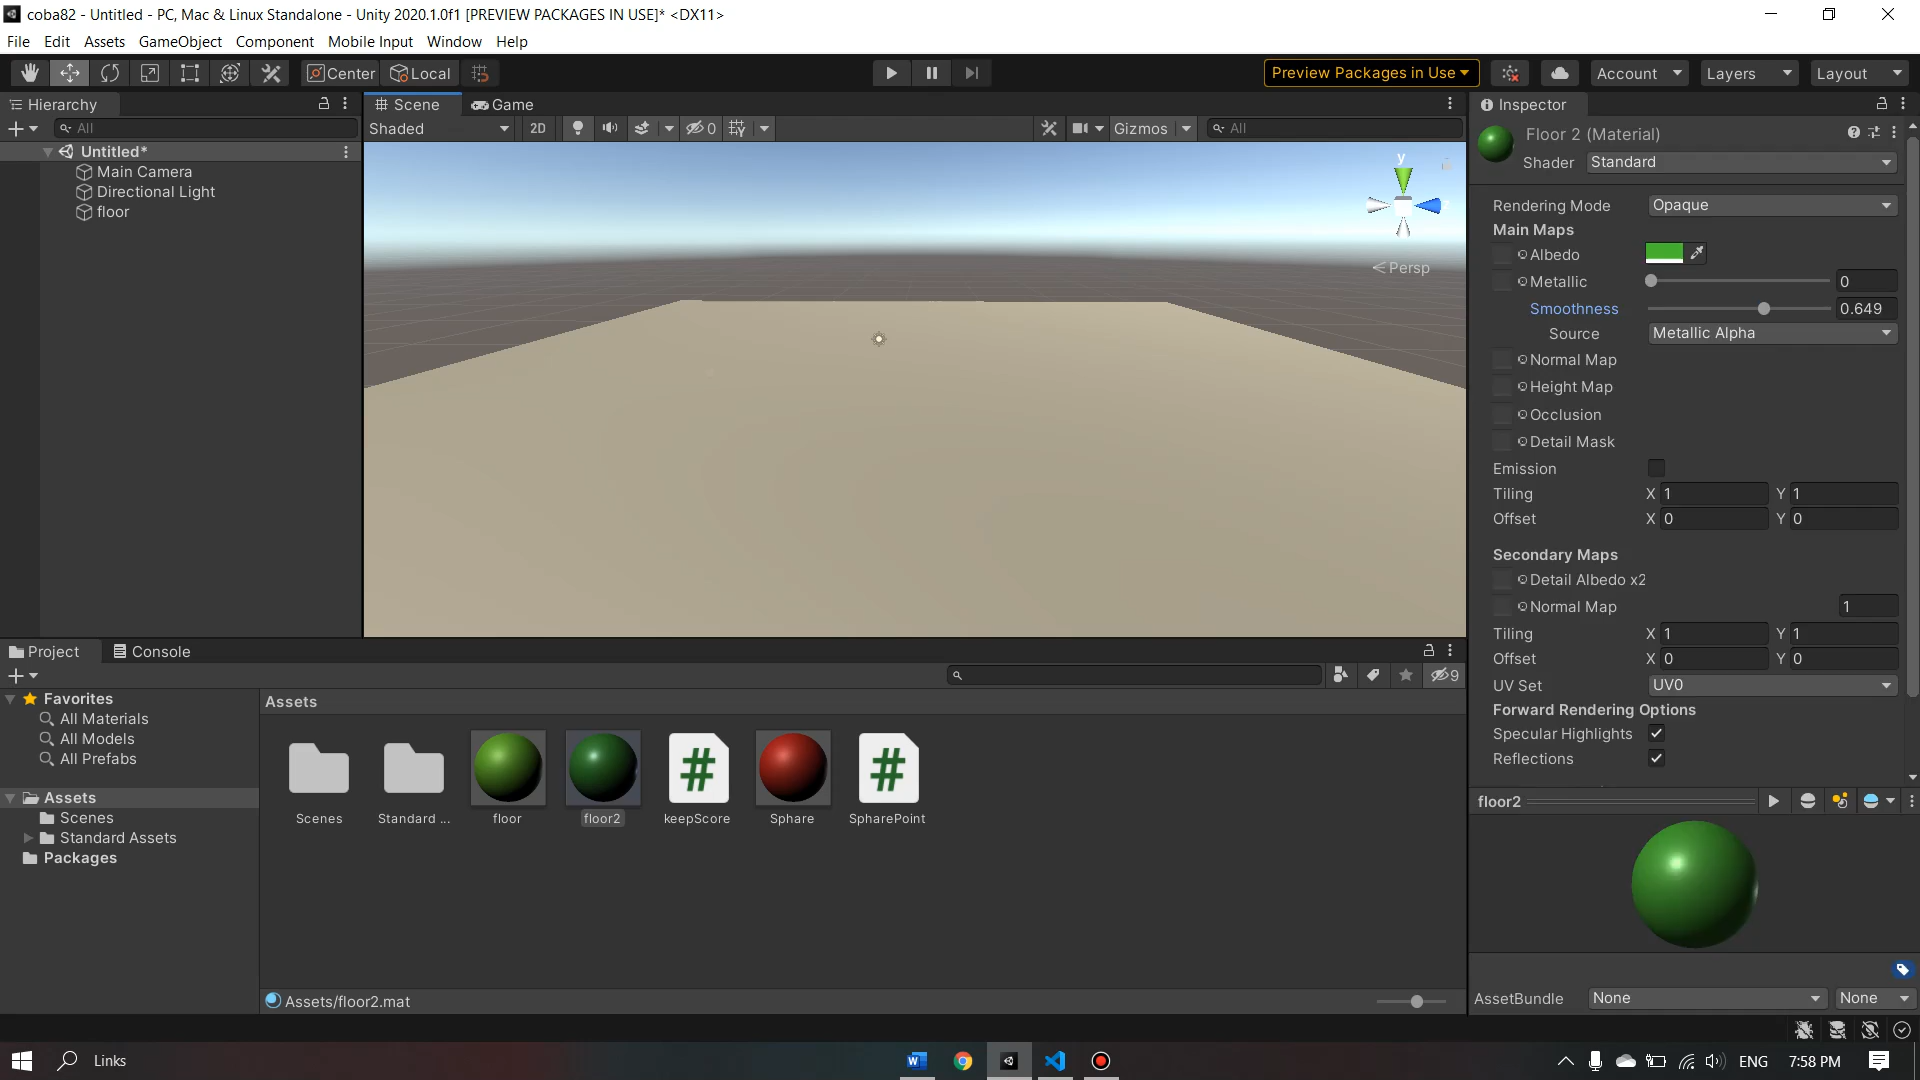 coba82 - Untitled - PC, Mac & Linux Standalone - Unity 2020.1.0f1 [PREVIEW PACKAGES IN USE]* <DX11>
File Edit Assets GameObject Component Mobile Input Window Help
Center Local Preview Packages in Use Account Layers Layout
Hierarchy
All
Untitled*
Main Camera
Directional Light
floor
Scene Game
Shaded 2D 0 Gizmos All
y
z
Persp
Inspector
Floor 2 (Material)
Shader Standard
Rendering Mode Opaque
Main Maps
Albedo
Metallic 0
Smoothness 0.649
Source Metallic Alpha
Normal Map
Height Map
Occlusion
Detail Mask
Emission
Tiling X 1 Y 1
Offset X 0 Y 0
Secondary Maps
Detail Albedo x2
Normal Map 1
Tiling X 1 Y 1
Offset X 0 Y 0
UV Set UV0
Forward Rendering Options
Specular Highlights
Reflections
floor2
AssetBundle None None
Project Console
9
Favorites
All Materials
All Models
All Prefabs
Assets
Scenes
Standard Assets
Packages
Assets
Scenes Standard ... floor floor2 keepScore Sphare SpharePoint
Assets/floor2.mat
Links ENG 7:58 PM